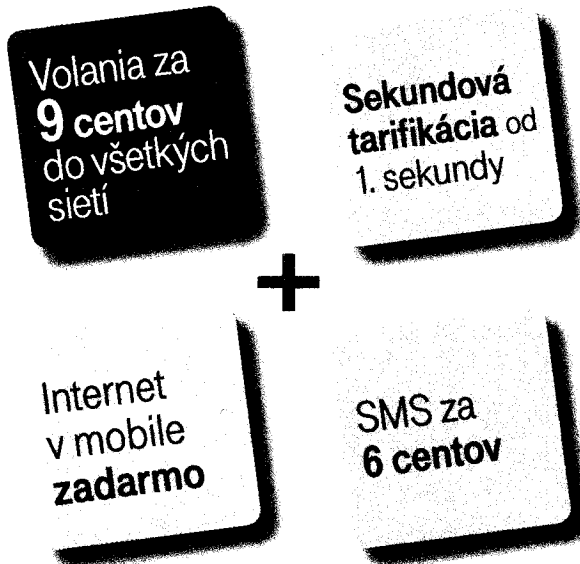 Volania za
9 centov
do všetkých
sietí
Sekundová
tarifikácia od
1. sekundy
+
Internet
v mobile
zadarmo
SMS za
6 centov